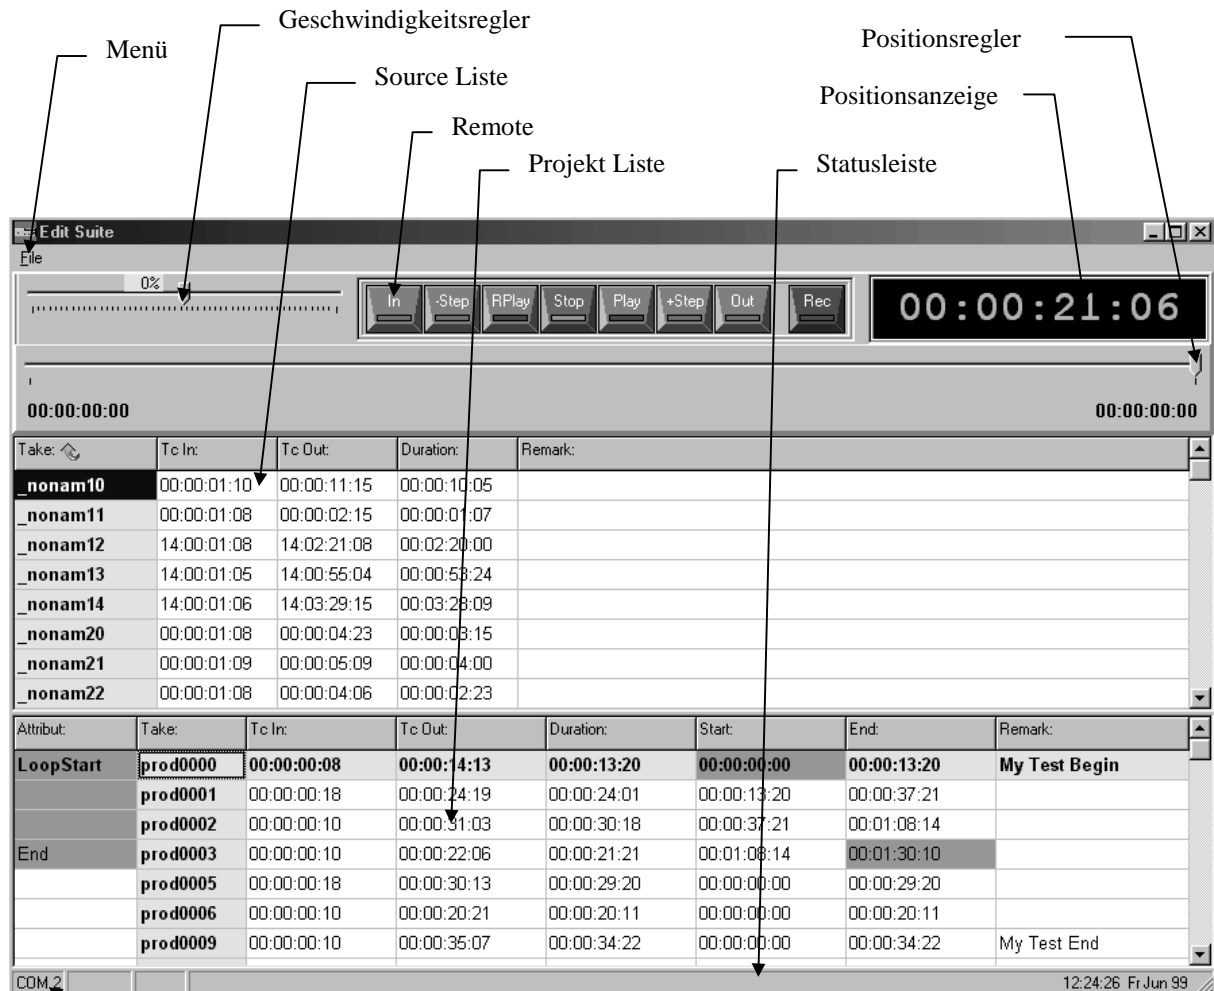 Geschwindigkeitsregler
Menü
Positionsregler
Source Liste
Positionsanzeige
Remote
Projekt Liste
Statusleiste
Edit Suite
File
0%
In -Step RPlay Stop Play +Step Out Rec
00:00:21:06
00:00:00:00 00:00:00:00
Take: Tc In: Tc Out: Duration: Remark:
_nonam10 00:00:01:10 00:00:11:15 00:00:10:05
_nonam11 00:00:01:08 00:00:02:15 00:00:01:07
_nonam12 14:00:01:08 14:02:21:08 00:02:20:00
_nonam13 14:00:01:05 14:00:55:04 00:00:53:24
_nonam14 14:00:01:06 14:03:29:15 00:03:28:09
_nonam20 00:00:01:08 00:00:04:23 00:00:03:15
_nonam21 00:00:01:09 00:00:05:09 00:00:04:00
_nonam22 00:00:01:08 00:00:04:06 00:00:02:23
Attribut: Take: Tc In: Tc Out: Duration: Start: End: Remark:
LoopStart prod0000 00:00:00:08 00:00:14:13 00:00:13:20 00:00:00:00 00:00:13:20 My Test Begin
prod0001 00:00:00:18 00:00:24:19 00:00:24:01 00:00:13:20 00:00:37:21
prod0002 00:00:00:10 00:00:31:03 00:00:30:18 00:00:37:21 00:01:08:14
End prod0003 00:00:00:10 00:00:22:06 00:00:21:21 00:01:08:14 00:01:30:10
prod0005 00:00:00:18 00:00:30:13 00:00:29:20 00:00:00:00 00:00:29:20
prod0006 00:00:00:10 00:00:20:21 00:00:20:11 00:00:00:00 00:00:20:11
prod0009 00:00:00:10 00:00:35:07 00:00:34:22 00:00:00:00 00:00:34:22 My Test End
COM 2 12:24:26 Fr Jun 99